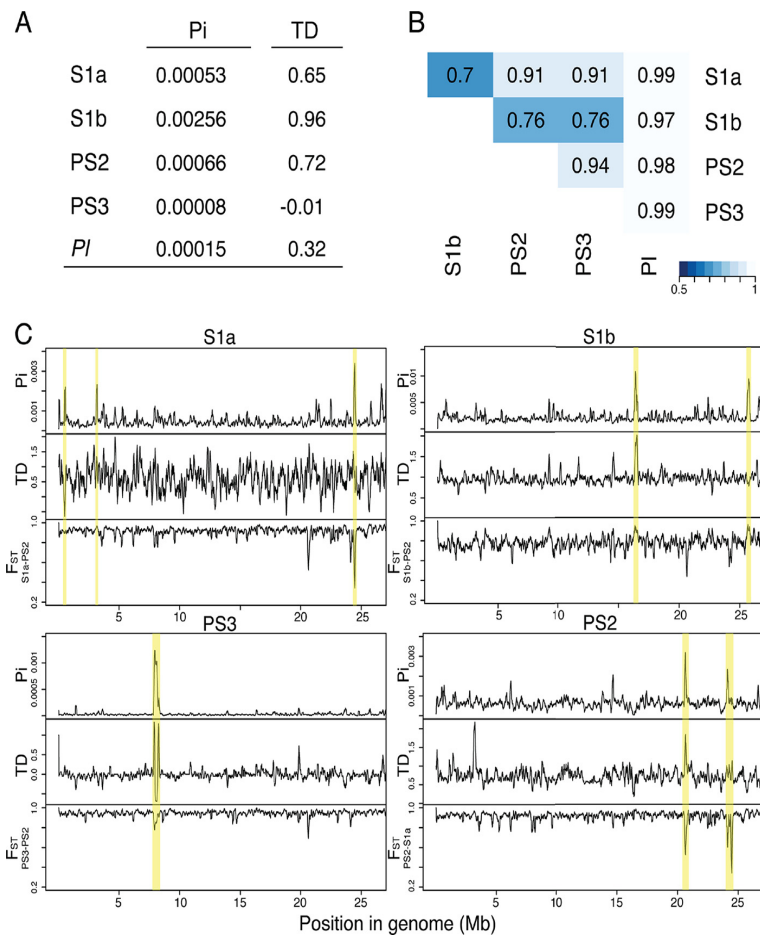 A
Pi TD
S1a 0.00053 0.65
S1b 0.00256 0.96
PS2 0.00066 0.72
PS3 0.00008 -0.01
Pl 0.00015 0.32
B
0.7 0.91 0.91 0.99 S1a
0.76 0.76 0.97 S1b
0.94 0.98 PS2
0.99 PS3
S1b PS2 PS3 Pl
0.5 1
C
S1a
Pi
0.003
0.001
TD
1.5
0.5
FST
S1a-PS2
1.0
0.2
5 10 20 25
S1b
Pi
0.01
0.005
TD
1.5
0.5
FST
S1b-PS2
1.0
0.2
5 10 20 25
PS3
Pi
0.001
0.0005
TD
0.5
0.0
FST
PS3-PS2
1.0
0.2
5 10 15 20 25
PS2
Pi
0.003
0.001
TD
1.5
0.5
FST
PS2-S1a
1.0
0.2
5 10 15 20 25
Position in genome (Mb)